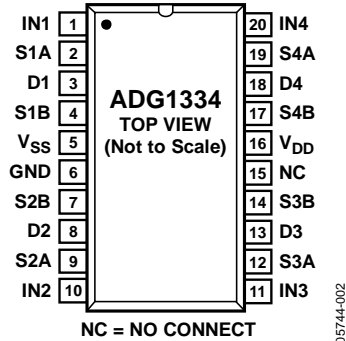 IN1 1 20 IN4
S1A 2 19 S4A
D1 3 18 D4
S1B 4 ADG1334 17 S4B
TOP VIEW
VSS 5 (Not to Scale) 16 VDD
GND 6 15 NC
S2B 7 14 S3B
D2 8 13 D3
S2A 9 12 S3A
IN2 10 11 IN3
NC = NO CONNECT
05744-002